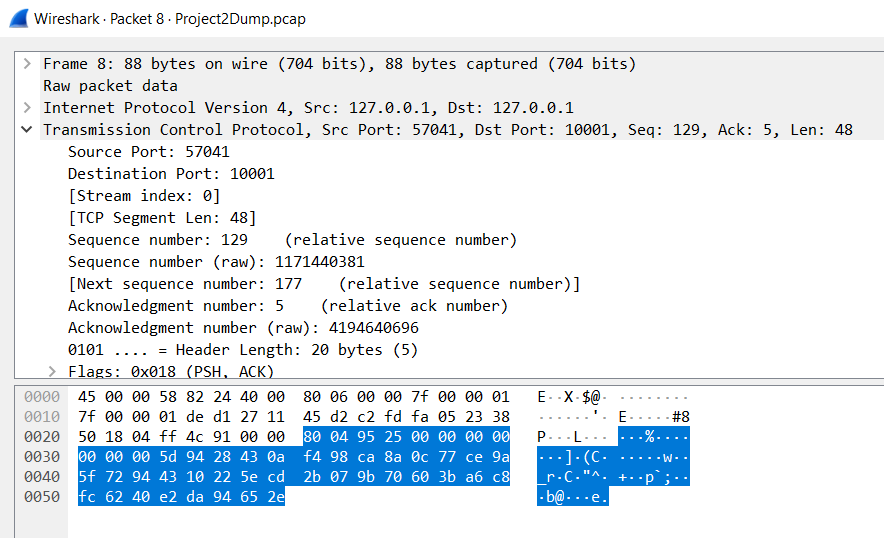 Wireshark · Packet 8 · Project2Dump.pcap
Frame 8: 88 bytes on wire (704 bits), 88 bytes captured (704 bits)
Raw packet data
Internet Protocol Version 4, Src: 127.0.0.1, Dst: 127.0.0.1
Transmission Control Protocol, Src Port: 57041, Dst Port: 10001, Seq: 129, Ack: 5, Len: 48
Source Port: 57041
Destination Port: 10001
[Stream index: 0]
[TCP Segment Len: 48]
Sequence number: 129    (relative sequence number)
Sequence number (raw): 1171440381
[Next sequence number: 177    (relative sequence number)]
Acknowledgment number: 5    (relative ack number)
Acknowledgment number (raw): 4194640696
0101 .... = Header Length: 20 bytes (5)
Flags: 0x018 (PSH, ACK)
0000 45 00 00 58 82 24 40 00 80 06 00 00 7f 00 00 01 E··X·$@· ········
0010 7f 00 00 01 de d1 27 11 45 d2 c2 fd fa 05 23 38 ······'· E·····#8
0020 50 18 04 ff 4c 91 00 00 80 04 95 25 00 00 00 00 P···L··· ···%····
0030 00 00 00 5d 94 28 43 0a f4 98 ca 8a 0c 77 ce 9a ···]·(C· ·····w··
0040 5f 72 94 43 10 22 5e cd 2b 07 9b 70 60 3b a6 c8 _r·C·"^· +··p`;··
0050 fc 62 40 e2 da 94 65 2e ·b@···e.